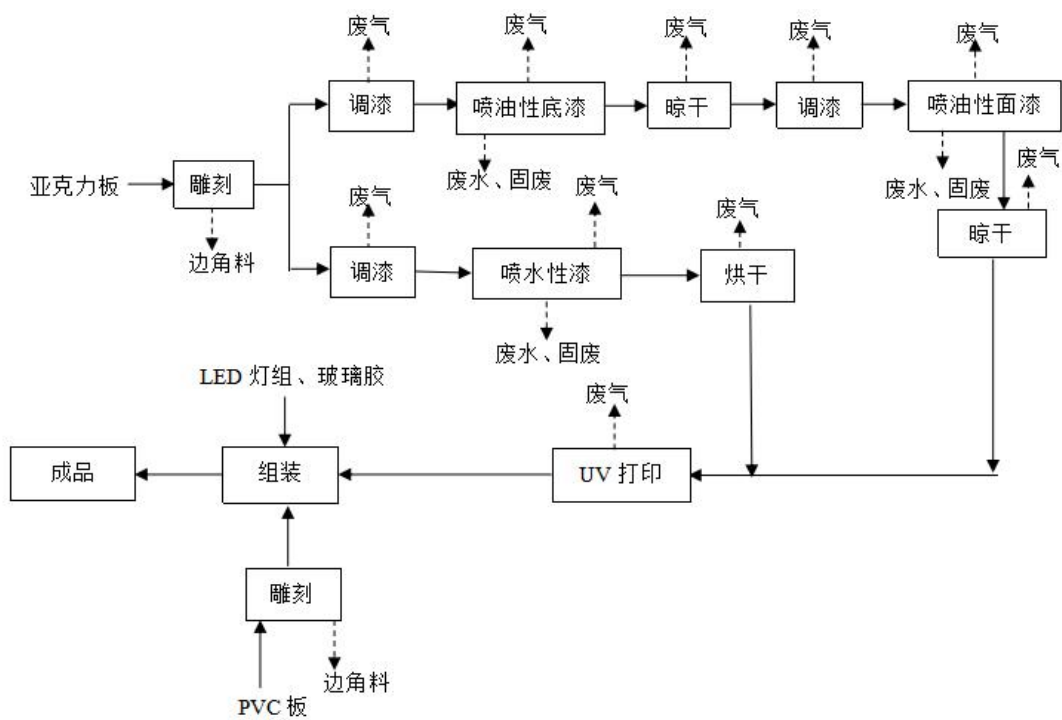 废气
废气
废气
废气
废气
调漆
喷油性底漆
晾干
调漆
喷油性面漆
废水、固废
废水、固废
废气
亚克力板
雕刻
边角料
废气
废气
废气
晾干
调漆
喷水性漆
烘干
废水、固废
LED 灯组、玻璃胶
废气
成品
组装
UV 打印
雕刻
边角料
PVC 板